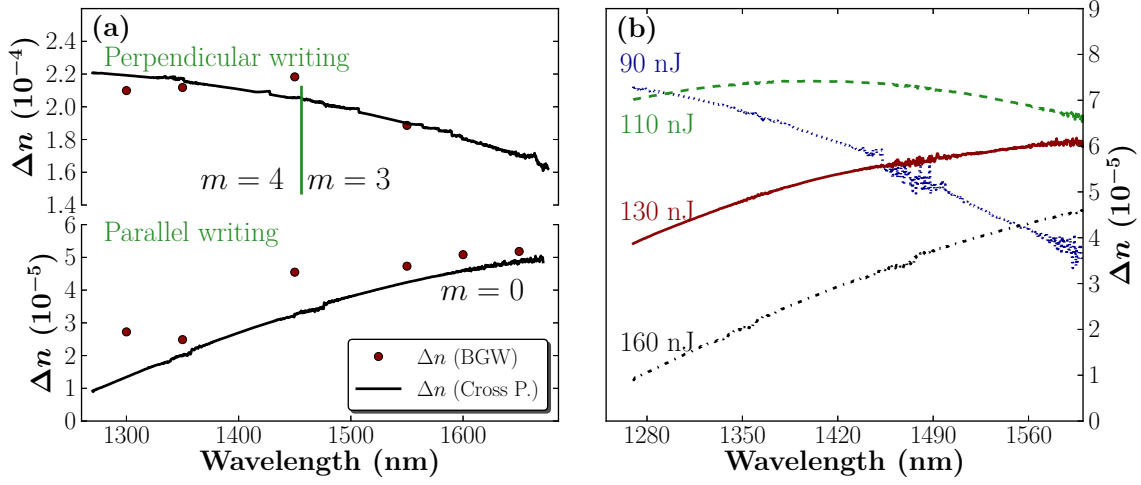 (a)
Perpendicular writing
2.4
2.2
2.0
1.8
1.6
1.4
Δn (10⁻⁴)
m = 4
m = 3
Parallel writing
6
5
4
3
2
1
0
Δn (10⁻⁵)
m = 0
Δn (BGW)
Δn (Cross P.)
1300
1400
1500
1600
Wavelength (nm)
(b)
90 nJ
110 nJ
130 nJ
160 nJ
9
8
7
6
5
4
3
2
1
0
Δn (10⁻⁵)
1280
1350
1420
1490
1560
Wavelength (nm)